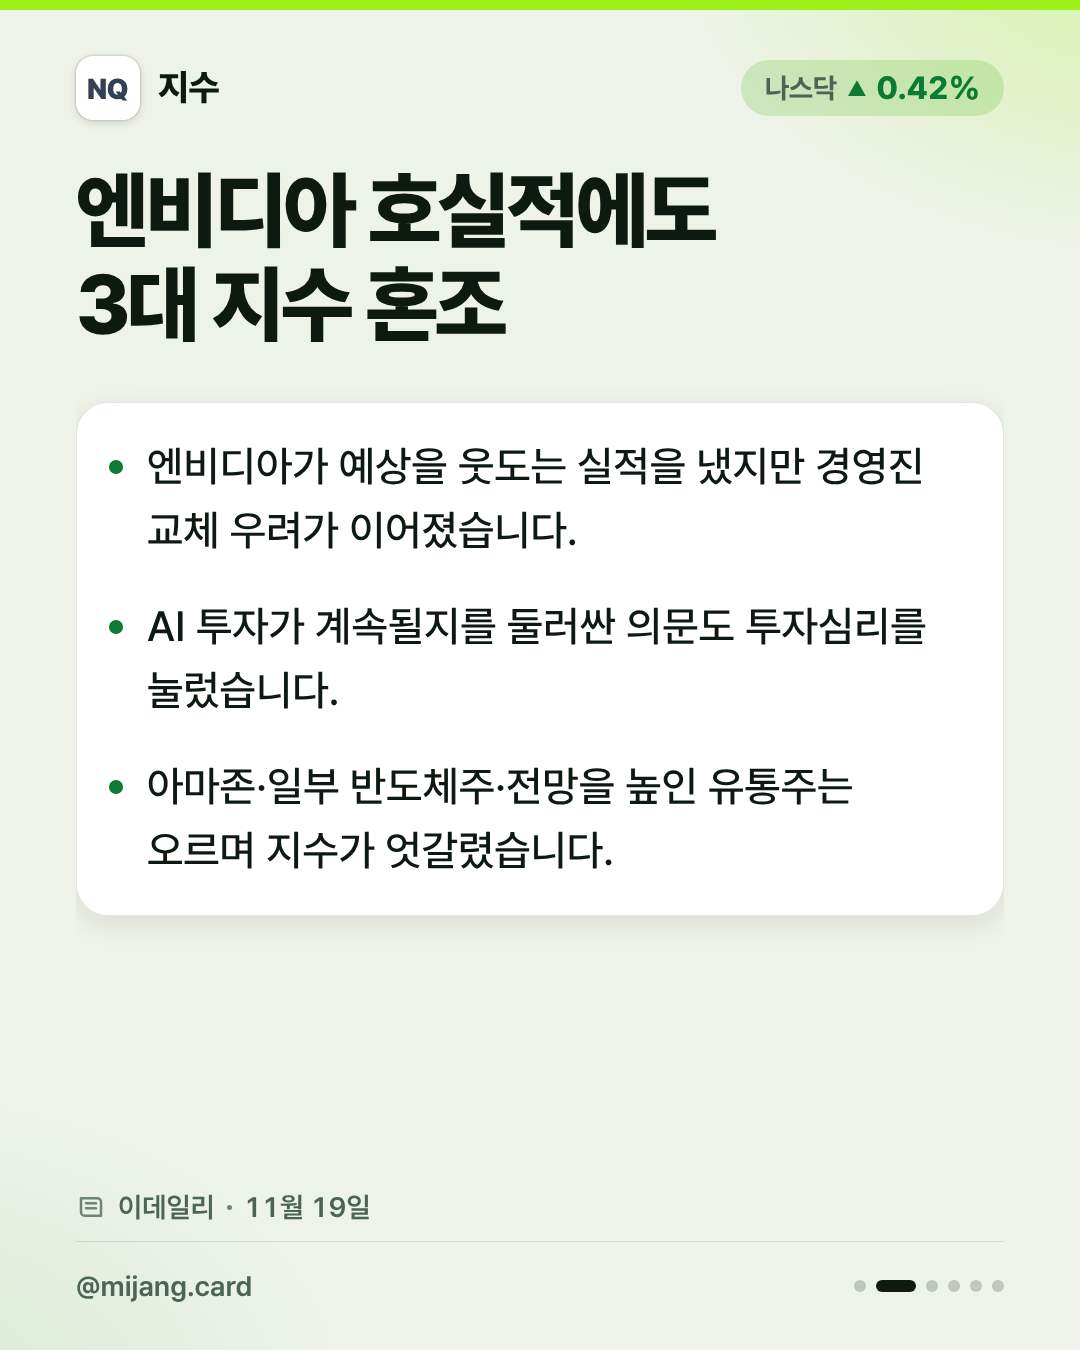 NQ 지수
나스닥 ▲ 0.42%
엔비디아 호실적에도
3대 지수 혼조
• 엔비디아가 예상을 웃도는 실적을 냈지만 경영진
교체 우려가 이어졌습니다.
• AI 투자가 계속될지를 둘러싼 의문도 투자심리를
눌렀습니다.
• 아마존·일부 반도체주·전망을 높인 유통주는
오르며 지수가 엇갈렸습니다.
이데일리 · 11월 19일
@mijang.card